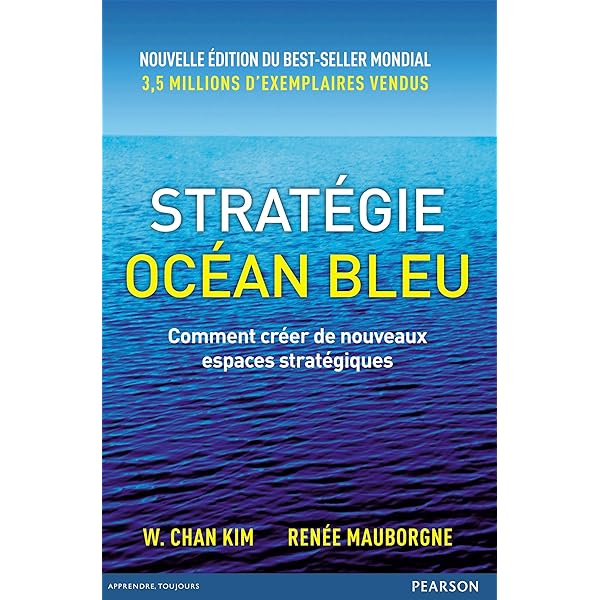 NOUVELLE ÉDITION DU BEST-SELLER MONDIAL
3,5 MILLIONS D’EXEMPLAIRES VENDUS
STRATÉGIE
OCÉAN BLEU
Comment créer de nouveaux
espaces stratégiques
W. CHAN KIM RENÉE MAUBORGNE
APPRENDRE, TOUJOURS
PEARSON